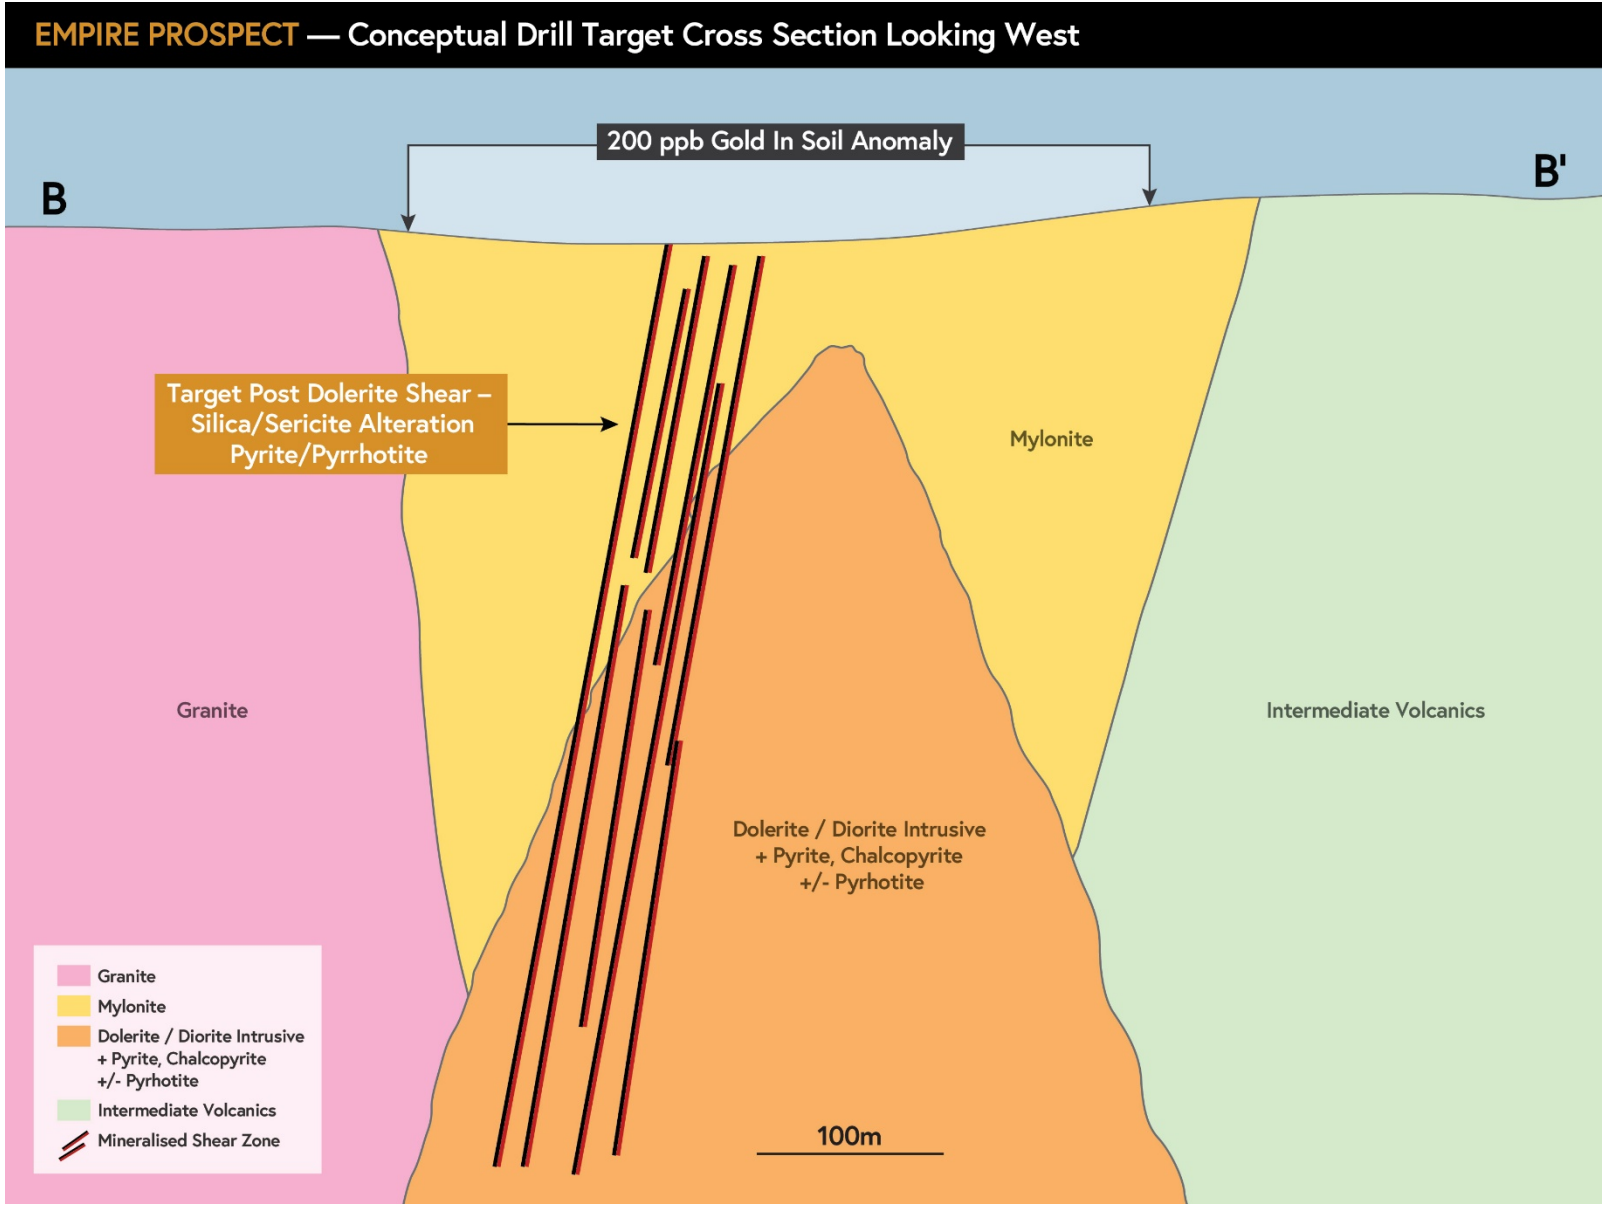 EMPIRE PROSPECT — Conceptual Drill Target Cross Section Looking West
200 ppb Gold In Soil Anomaly
B
B'
Target Post Dolerite Shear –
Silica/Sericite Alteration
Pyrite/Pyrrhotite
Mylonite
Granite
Intermediate Volcanics
Dolerite / Diorite Intrusive
+ Pyrite, Chalcopyrite
+/- Pyrhotite
Granite
Mylonite
Dolerite / Diorite Intrusive
+ Pyrite, Chalcopyrite
+/- Pyrhotite
Intermediate Volcanics
Mineralised Shear Zone
100m